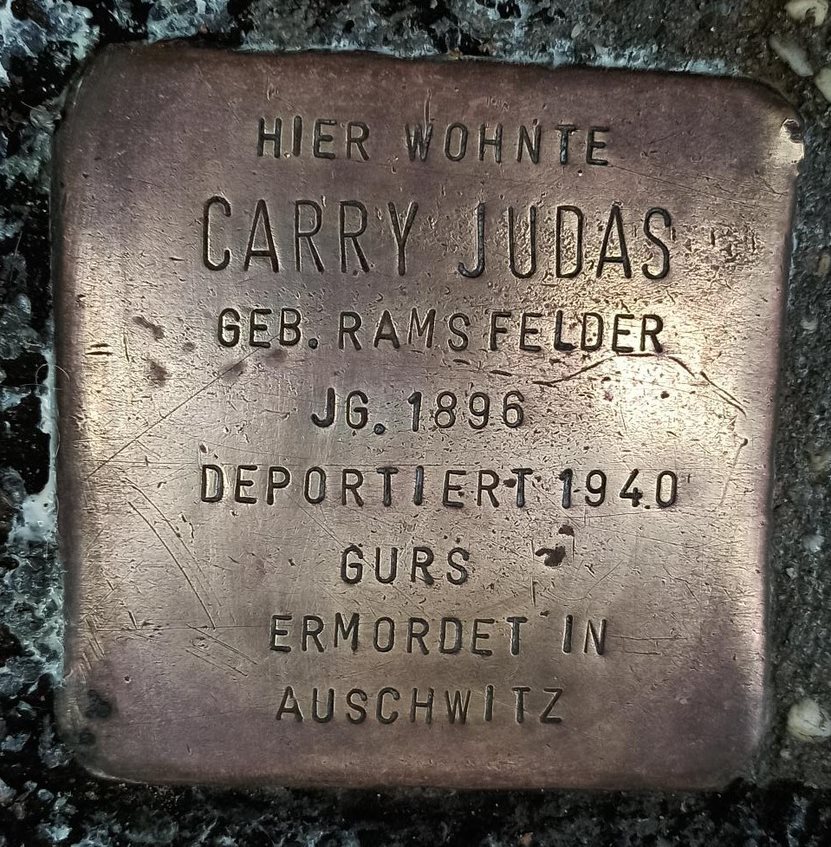 HIER WOHNTE
CARRY JUDAS
GEB. RAMSFELDER
JG. 1896
DEPORTIERT 1940
GURS
ERMORDET IN
AUSCHWITZ